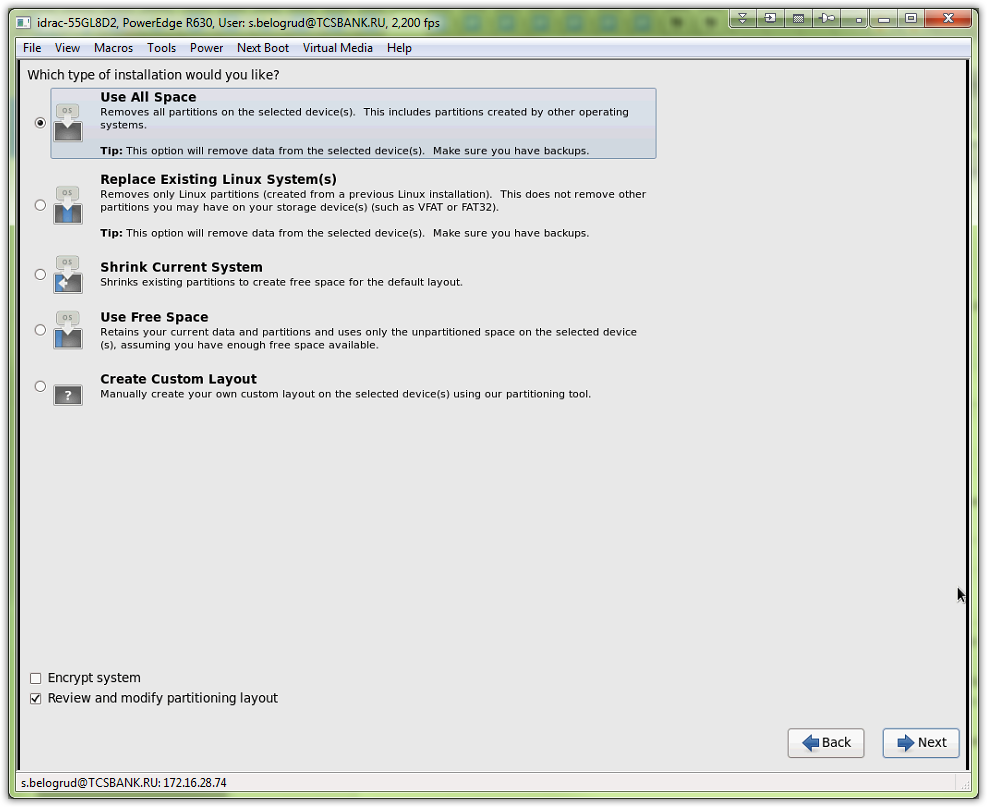 idrac-55GL8D2, PowerEdge R630, User: s.belogrud@TCSBANK.RU, 2,200 fps
File View Macros Tools Power Next Boot Virtual Media Help
Which type of installation would you like?
Use All Space
OS
Removes all partitions on the selected device(s). This includes partitions created by other operating
systems.
Tip: This option will remove data from the selected device(s). Make sure you have backups.
Replace Existing Linux System(s)
OS
Removes only Linux partitions (created from a previous Linux installation). This does not remove other
partitions you may have on your storage device(s) (such as VFAT or FAT32).
Tip: This option will remove data from the selected device(s). Make sure you have backups.
OS
Shrink Current System
Shrinks existing partitions to create free space for the default layout.
OS
Use Free Space
Retains your current data and partitions and uses only the unpartitioned space on the selected device
(s), assuming you have enough free space available.
Create Custom Layout
?
Manually create your own custom layout on the selected device(s) using our partitioning tool.
Encrypt system
Review and modify partitioning layout
Back Next
s.belogrud@TCSBANK.RU: 172.16.28.74